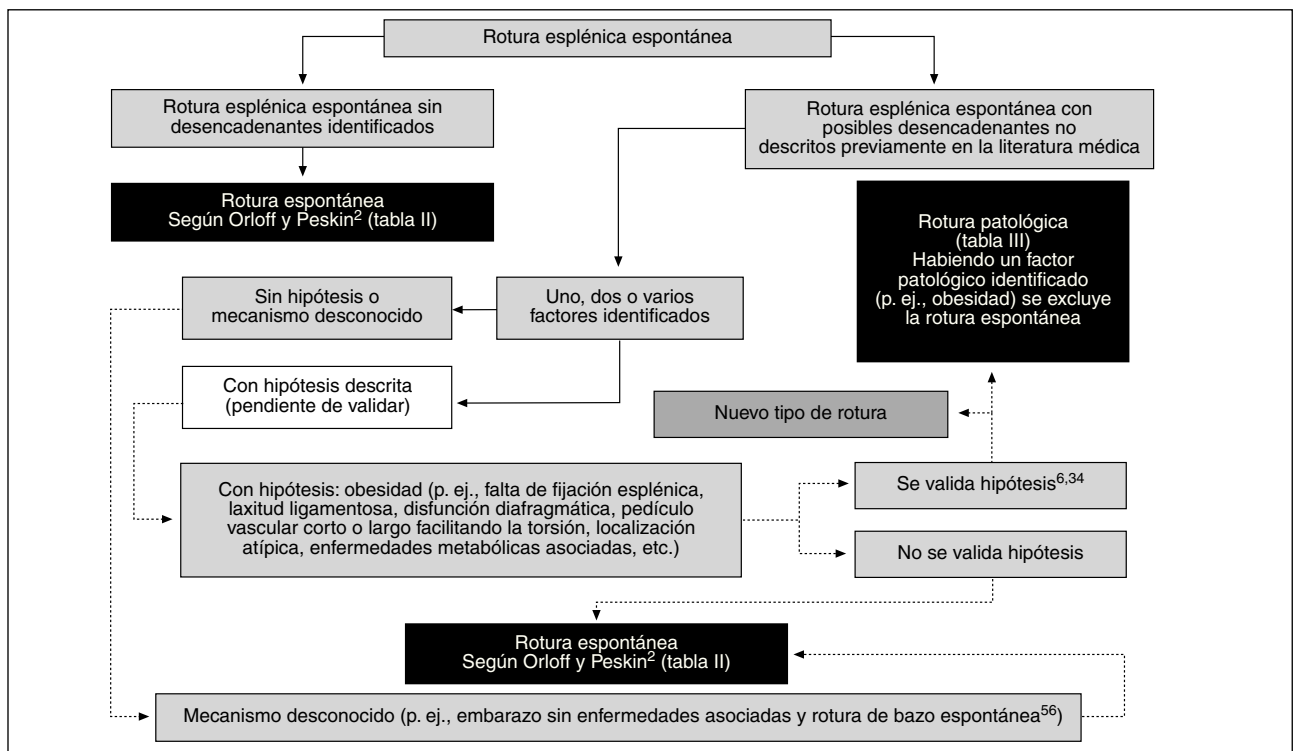 Rotura esplénica espontánea
Rotura esplénica espontánea sin
desencadenantes identificados
Rotura esplénica espontánea con
posibles desencadenantes no
descritos previamente en la literatura médica
Rotura espontánea
Según Orloff y Peskin² (tabla II)
Rotura patológica
(tabla III)
Habiendo un factor
patológico identificado
(p. ej., obesidad) se excluye
la rotura espontánea
Sin hipótesis o
mecanismo desconocido
Uno, dos o varios
factores identificados
Con hipótesis descrita
(pendiente de validar)
Nuevo tipo de rotura
Con hipótesis: obesidad (p. ej., falta de fijación esplénica,
laxitud ligamentosa, disfunción diafragmática, pedículo
vascular corto o largo facilitando la torsión, localización
atípica, enfermedades metabólicas asociadas, etc.)
Se valida hipótesis⁶,³⁴
No se valida hipótesis
Rotura espontánea
Según Orloff y Peskin² (tabla II)
Mecanismo desconocido (p. ej., embarazo sin enfermedades asociadas y rotura de bazo espontánea⁵⁶)